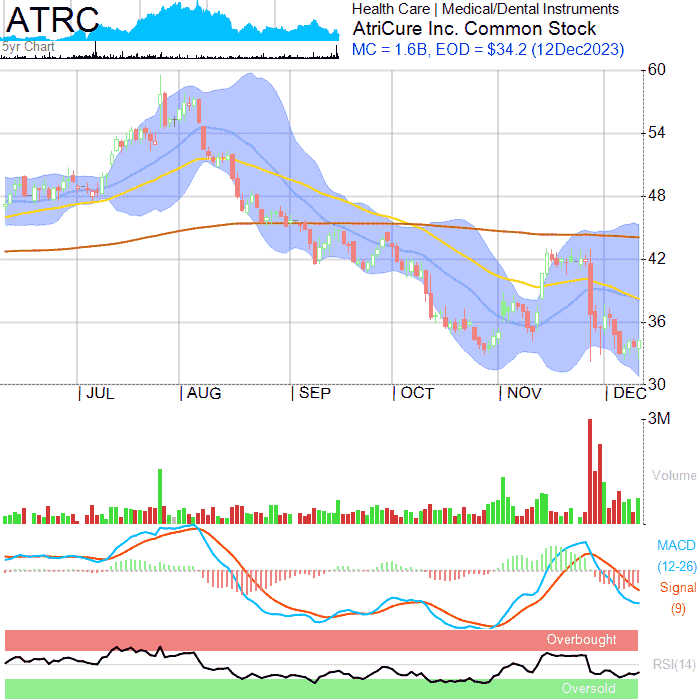 ATRC
5yr Chart
Health Care | Medical/Dental Instruments
AtriCure Inc. Common Stock
MC = 1.6B, EOD = $34.2 (12Dec2023)
60
54
48
42
36
30
| JUL | AUG | SEP | OCT | NOV | DEC
3M
Volume
MACD
(12-26)
Signal
(9)
Overbought
RSI(14)
Oversold